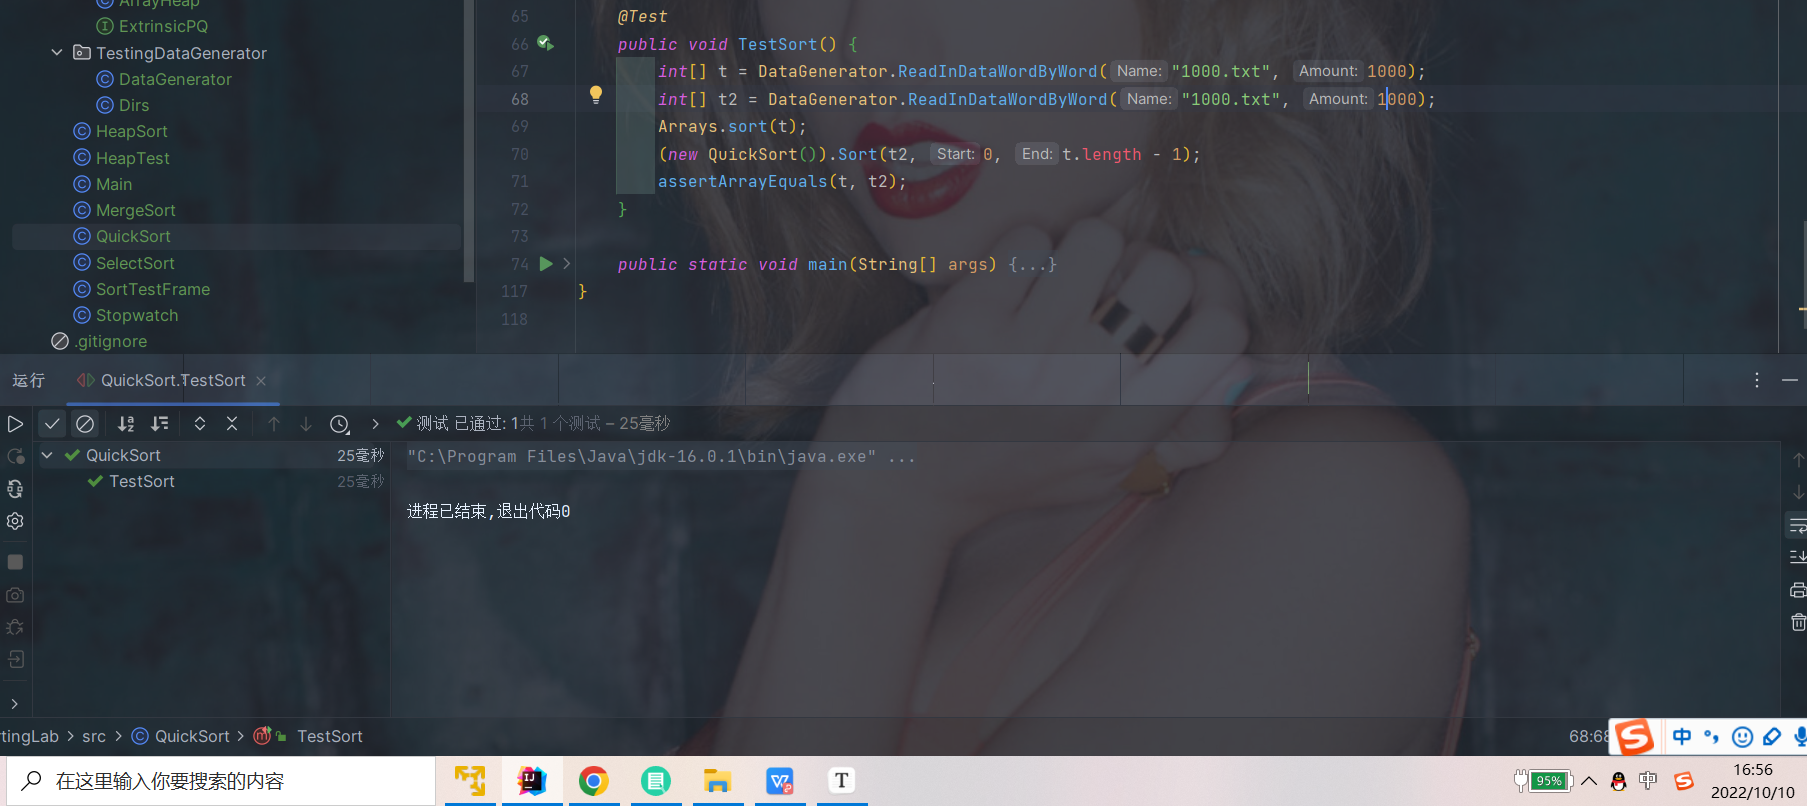 ArrayHeap
ExtrinsicPQ
TestingDataGenerator
DataGenerator
Dirs
HeapSort
HeapTest
Main
MergeSort
QuickSort
SelectSort
SortTestFrame
Stopwatch
.gitignore
65 @Test
66 public void TestSort() {
67 int[] t = DataGenerator.ReadInDataWordByWord( Name: "1000.txt", Amount: 1000);
68 int[] t2 = DataGenerator.ReadInDataWordByWord( Name: "1000.txt", Amount: 1000);
69 Arrays.sort(t);
70 (new QuickSort()).Sort(t2, Start: 0, End: t.length - 1);
71 assertArrayEquals(t, t2);
72 }
73
74 public static void main(String[] args) {...}
117 }
118
运行 QuickSort.TestSort
测试 已通过: 1共 1 个测试 – 25毫秒
QuickSort 25毫秒
TestSort 25毫秒
"C:\Program Files\Java\jdk-16.0.1\bin\java.exe" ...
进程已结束,退出代码0
rtingLab > src > QuickSort > TestSort
68:68
中
在这里输入你要搜索的内容
T
95%
中
16:56
2022/10/10